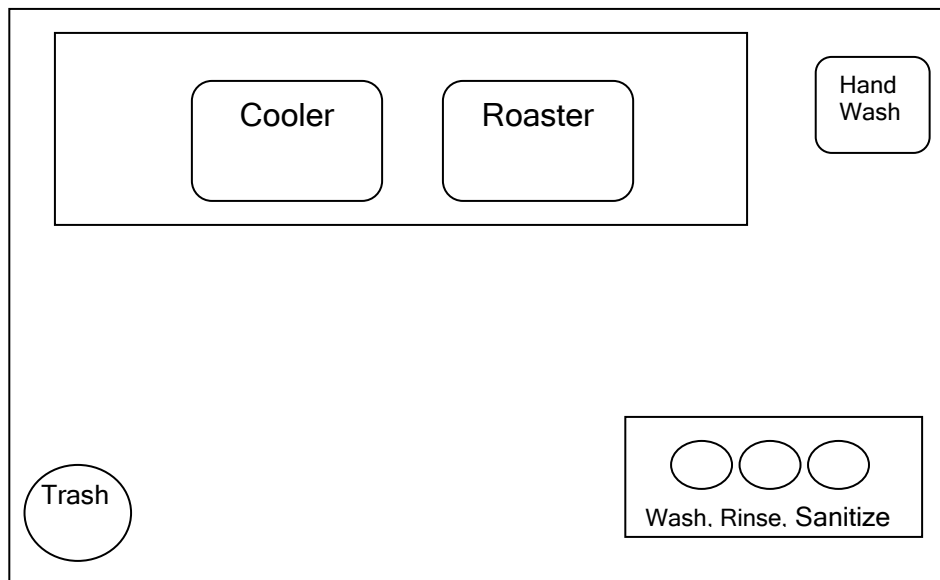 Cooler
Roaster
Hand
Wash
Trash
Wash, Rinse, Sanitize